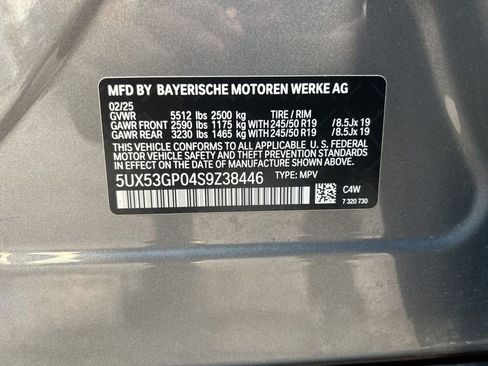 MFD BY BAYERISCHE MOTOREN WERKE AG
02/25
GVWR 5512 lbs 2500 kg TIRE / RIM
GAWR FRONT 2590 lbs 1175 kg WITH 245/50 R19 / 8.5Jx 19
GAWR REAR 3230 lbs 1465 kg WITH 245/50 R19 / 8.5Jx 19
THIS VEHICLE CONFORMS TO ALL APPLICABLE U. S. FEDERAL
MOTOR VEHICLE SAFETY AND THEFT PREVENTION STANDARDS
IN EFFECT ON THE DATE OF MANUFACTURE SHOWN ABOVE.
5UX53GP04S9Z38446 TYPE: MPV
C4W
7 320 730